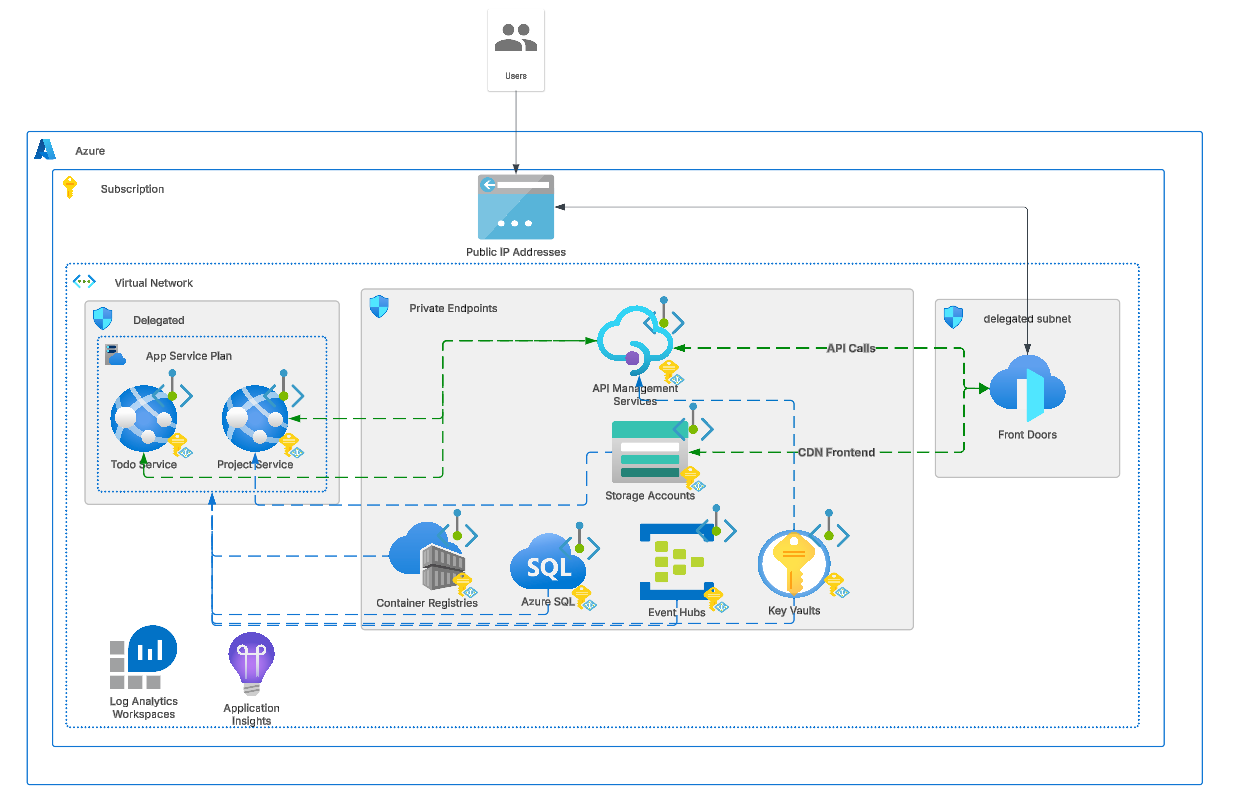 Users
Azure
Subscription
Public IP Addresses
Virtual Network
Delegated
Private Endpoints
delegated subnet
App Service Plan
API Calls
API Management
Services
Front Doors
CDN Frontend
Todo Service
Project Service
Storage Accounts
SQL
Container Registries
Azure SQL
Event Hubs
Key Vaults
Log Analytics
Workspaces
Application
Insights